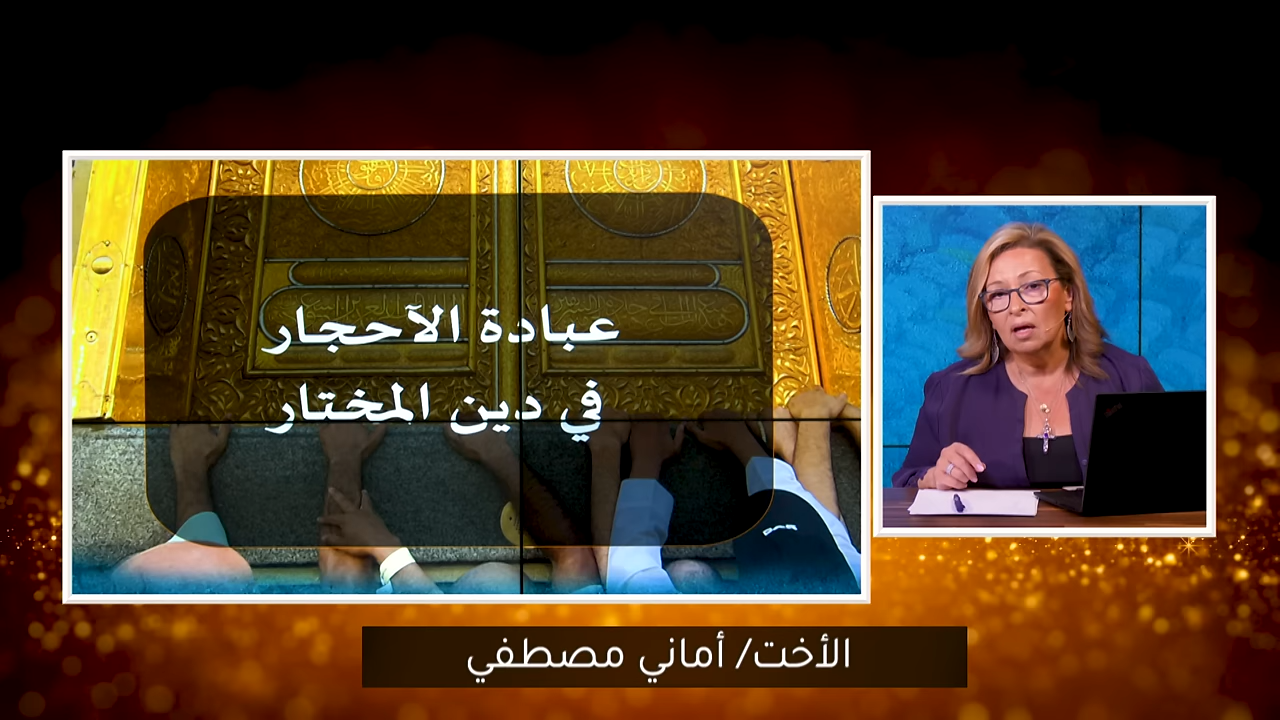 عبادة الآحجار
في دين المختار
الأخت/ أماني مصطفي